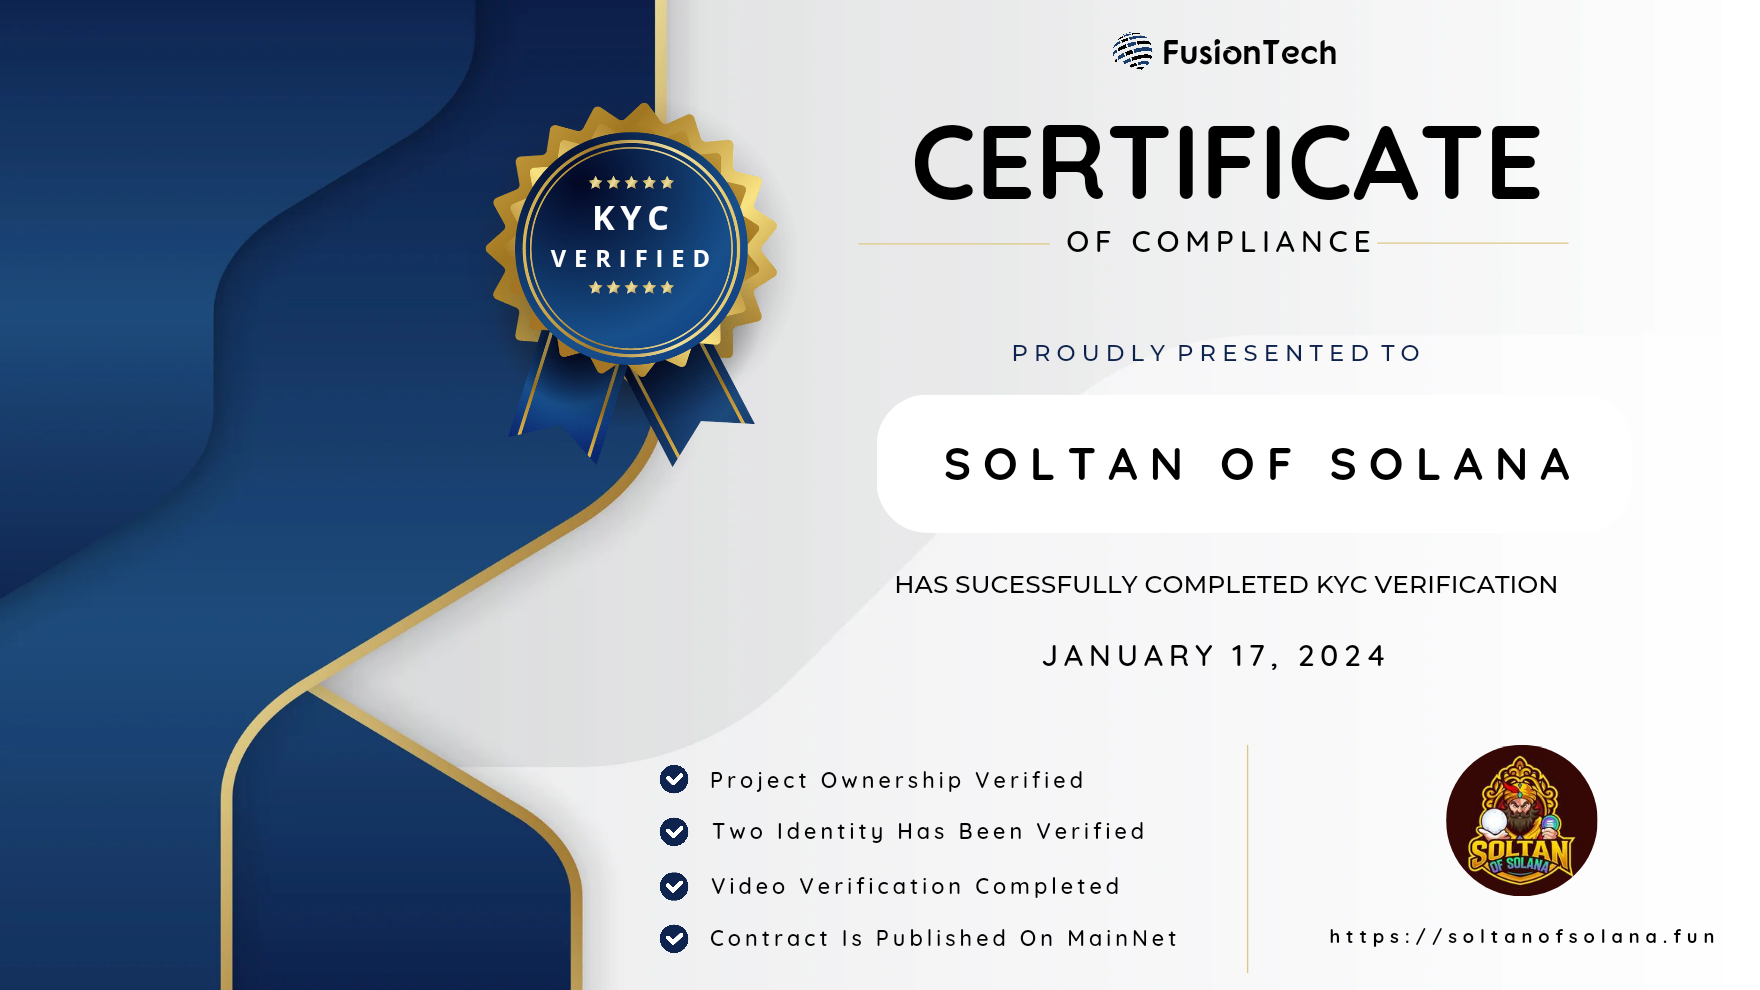 FusionTech
CERTIFICATE
OF COMPLIANCE
KYC
VERIFIED
PROUDLY PRESENTED TO
SOLTAN OF SOLANA
HAS SUCESSFULLY COMPLETED KYC VERIFICATION
JANUARY 17, 2024
Project Ownership Verified
Two Identity Has Been Verified
Video Verification Completed
Contract Is Published On MainNet
SOLTAN
OF SOLANA
https://soltanofsolana.fun